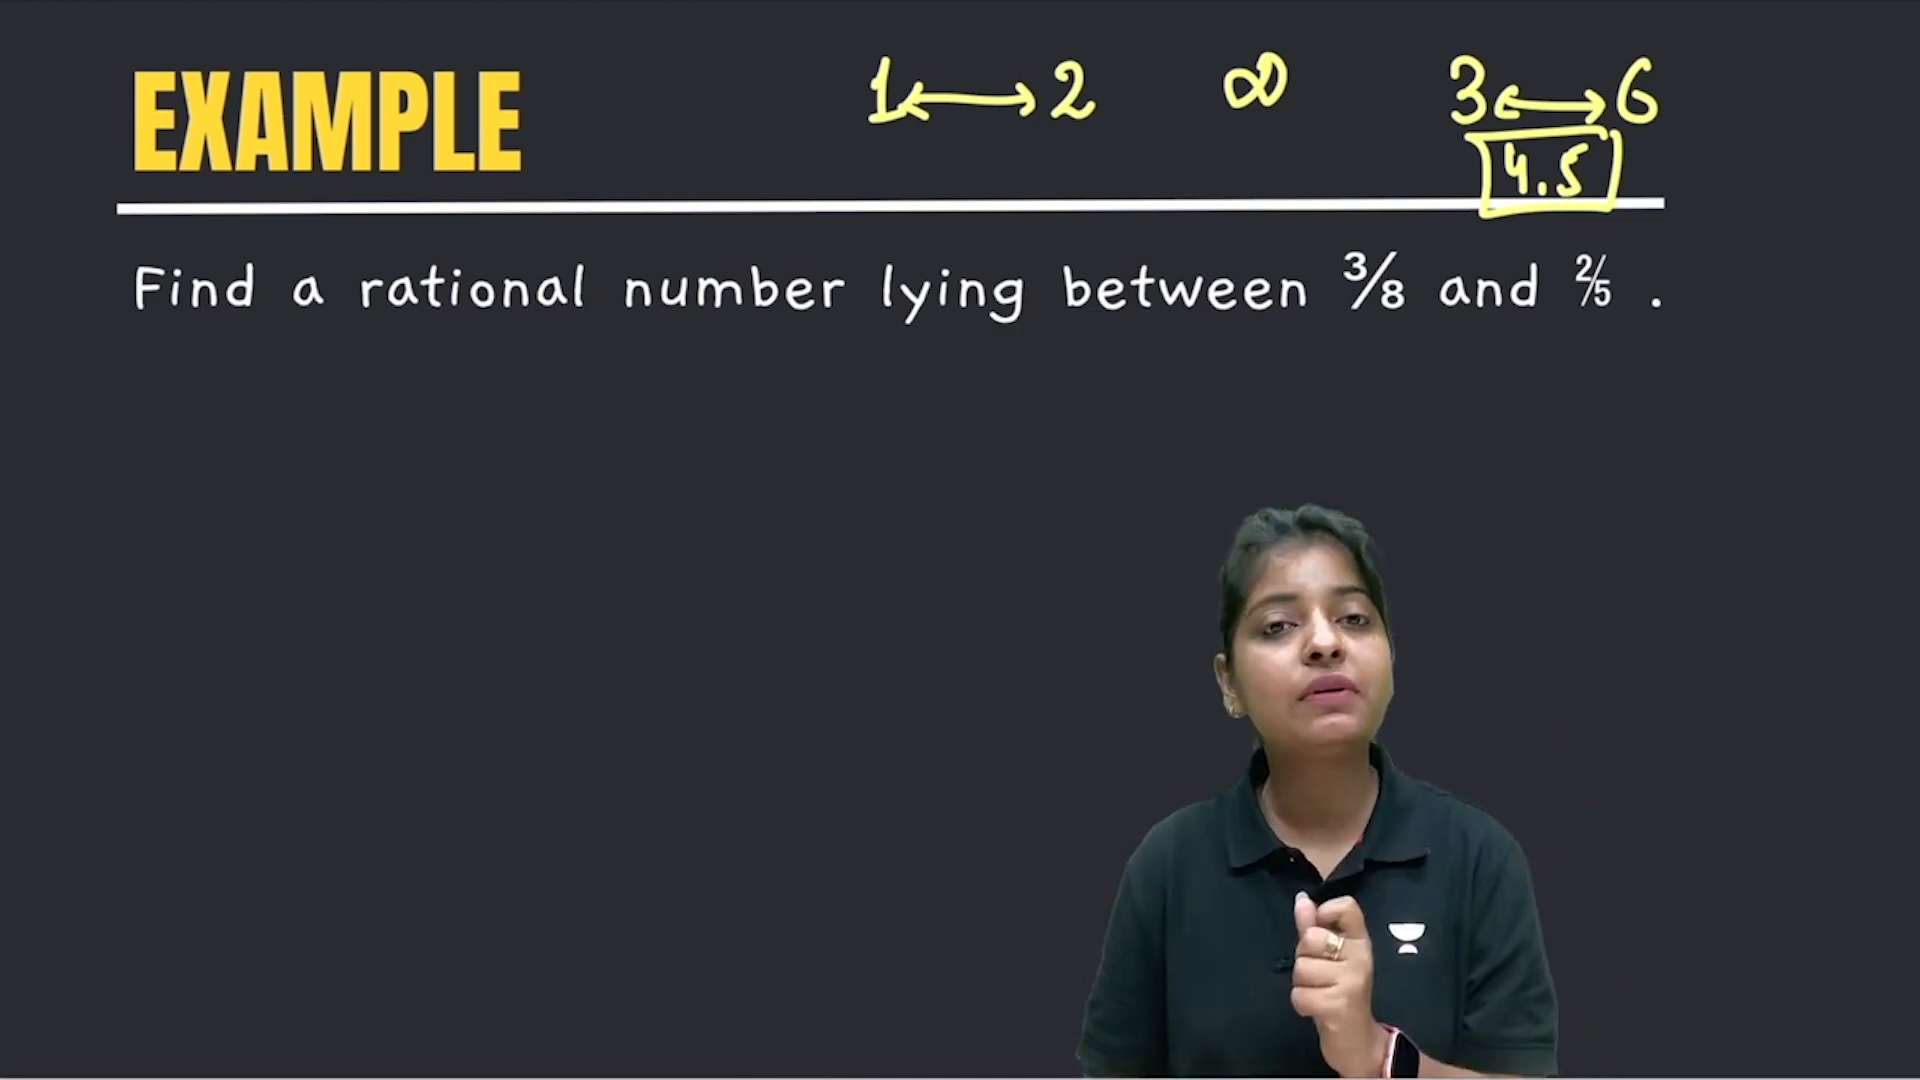 EXAMPLE
1 ↔ 2 ∞ 3 ↔ 6
4.5
Find a rational number lying between ⅜ and ⅖ .